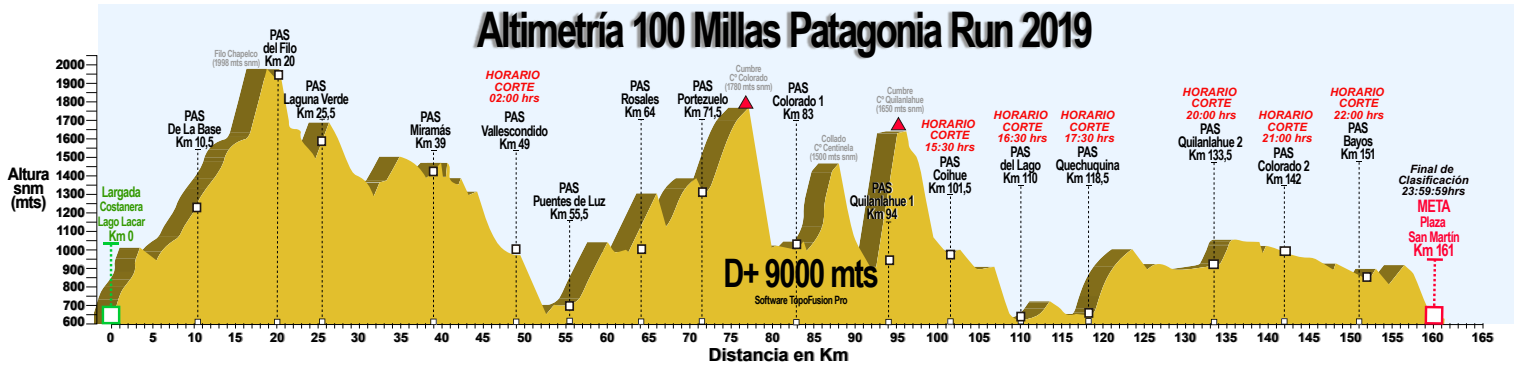 Altimetría 100 Millas Patagonia Run 2019
Altura
snm
(mts)
2000
1900
1800
1700
1600
1500
1400
1300
1200
1100
1000
900
800
700
600
Largada
Costanera
Lago Lacar
Km 0
PAS
De La Base
Km 10,5
Filo Chapelco
(1998 mts snm)
PAS
del Filo
Km 20
PAS
Laguna Verde
Km 25,5
PAS
Miramás
Km 39
HORARIO
CORTE
02:00 hrs
PAS
Vallescondido
Km 49
PAS
Puentes de Luz
Km 55,5
PAS
Rosales
Km 64
PAS
Portezuelo
Km 71,5
Cumbre
Cº Colorado
(1780 mts snm)
PAS
Colorado 1
Km 83
Collado
Cº Centinela
(1500 mts snm)
Cumbre
Cº Quilanlahue
(1650 mts snm)
PAS
Quilanlahue 1
Km 94
HORARIO
CORTE
15:30 hrs
PAS
Coihue
Km 101,5
HORARIO
CORTE
16:30 hrs
PAS
del Lago
Km 110
HORARIO
CORTE
17:30 hrs
PAS
Quechuquina
Km 118,5
HORARIO
CORTE
20:00 hrs
PAS
Quilanlahue 2
Km 133,5
HORARIO
CORTE
21:00 hrs
PAS
Colorado 2
Km 142
HORARIO
CORTE
22:00 hrs
PAS
Bayos
Km 151
Final de
Clasificación
23:59:59hrs
META
Plaza
San Martín
Km 161
D+ 9000 mts
Software TopoFusion Pro
0 5 10 15 20 25 30 35 40 45 50 55 60 65 70 75 80 85 90 95 100 105 110 115 120 125 130 135 140 145 150 155 160 165
Distancia en Km